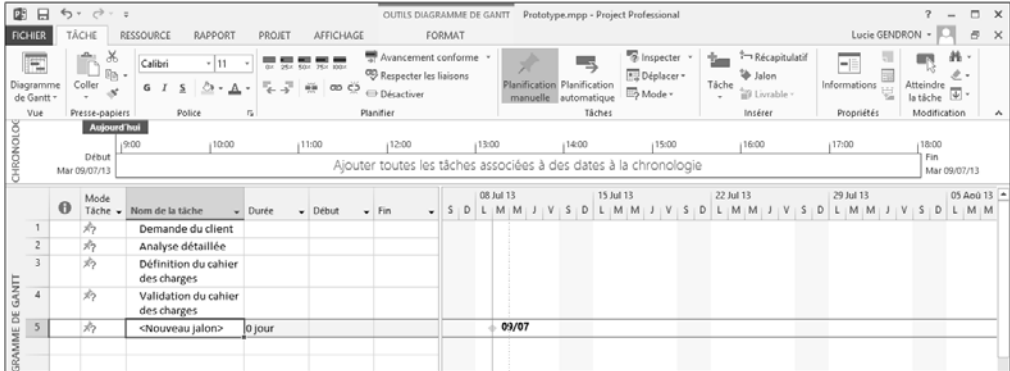 OUTILS DIAGRAMME DE GANTT Prototype.mpp - Project Professional
FICHIER TÂCHE RESSOURCE RAPPORT PROJET AFFICHAGE FORMAT Lucie GENDRON
Diagramme de Gantt
Vue
Coller
Presse-papiers
Calibri 11
G I S
Police
0% 25% 50% 75% 100%
Avancement conforme
Respecter les liaisons
Désactiver
Planifier
Planification manuelle
Planification automatique
Inspecter
Déplacer
Mode
Tâches
Tâche
Récapitulatif
Jalon
Livrable
Insérer
Informations
Propriétés
Atteindre la tâche
Modification
Aujourd'hui
9:00 10:00 11:00 12:00 13:00 14:00 15:00 16:00 17:00 18:00
Début
Mar 09/07/13
Ajouter toutes les tâches associées à des dates à la chronologie
Fin
Mar 09/07/13
CHRONOLOG
Mode Tâche Nom de la tâche Durée Début Fin
08 Jul 13 15 Jul 13 22 Jul 13 29 Jul 13 05 Aoû 13
S D L M M J V S D L M M J V S D L M M J V S D L M M J V S D L M M
1 Demande du client
2 Analyse détaillée
3 Définition du cahier
des charges
4 Validation du cahier
des charges
5 <Nouveau jalon> 0 jour 09/07
GRAMME DE GANTT